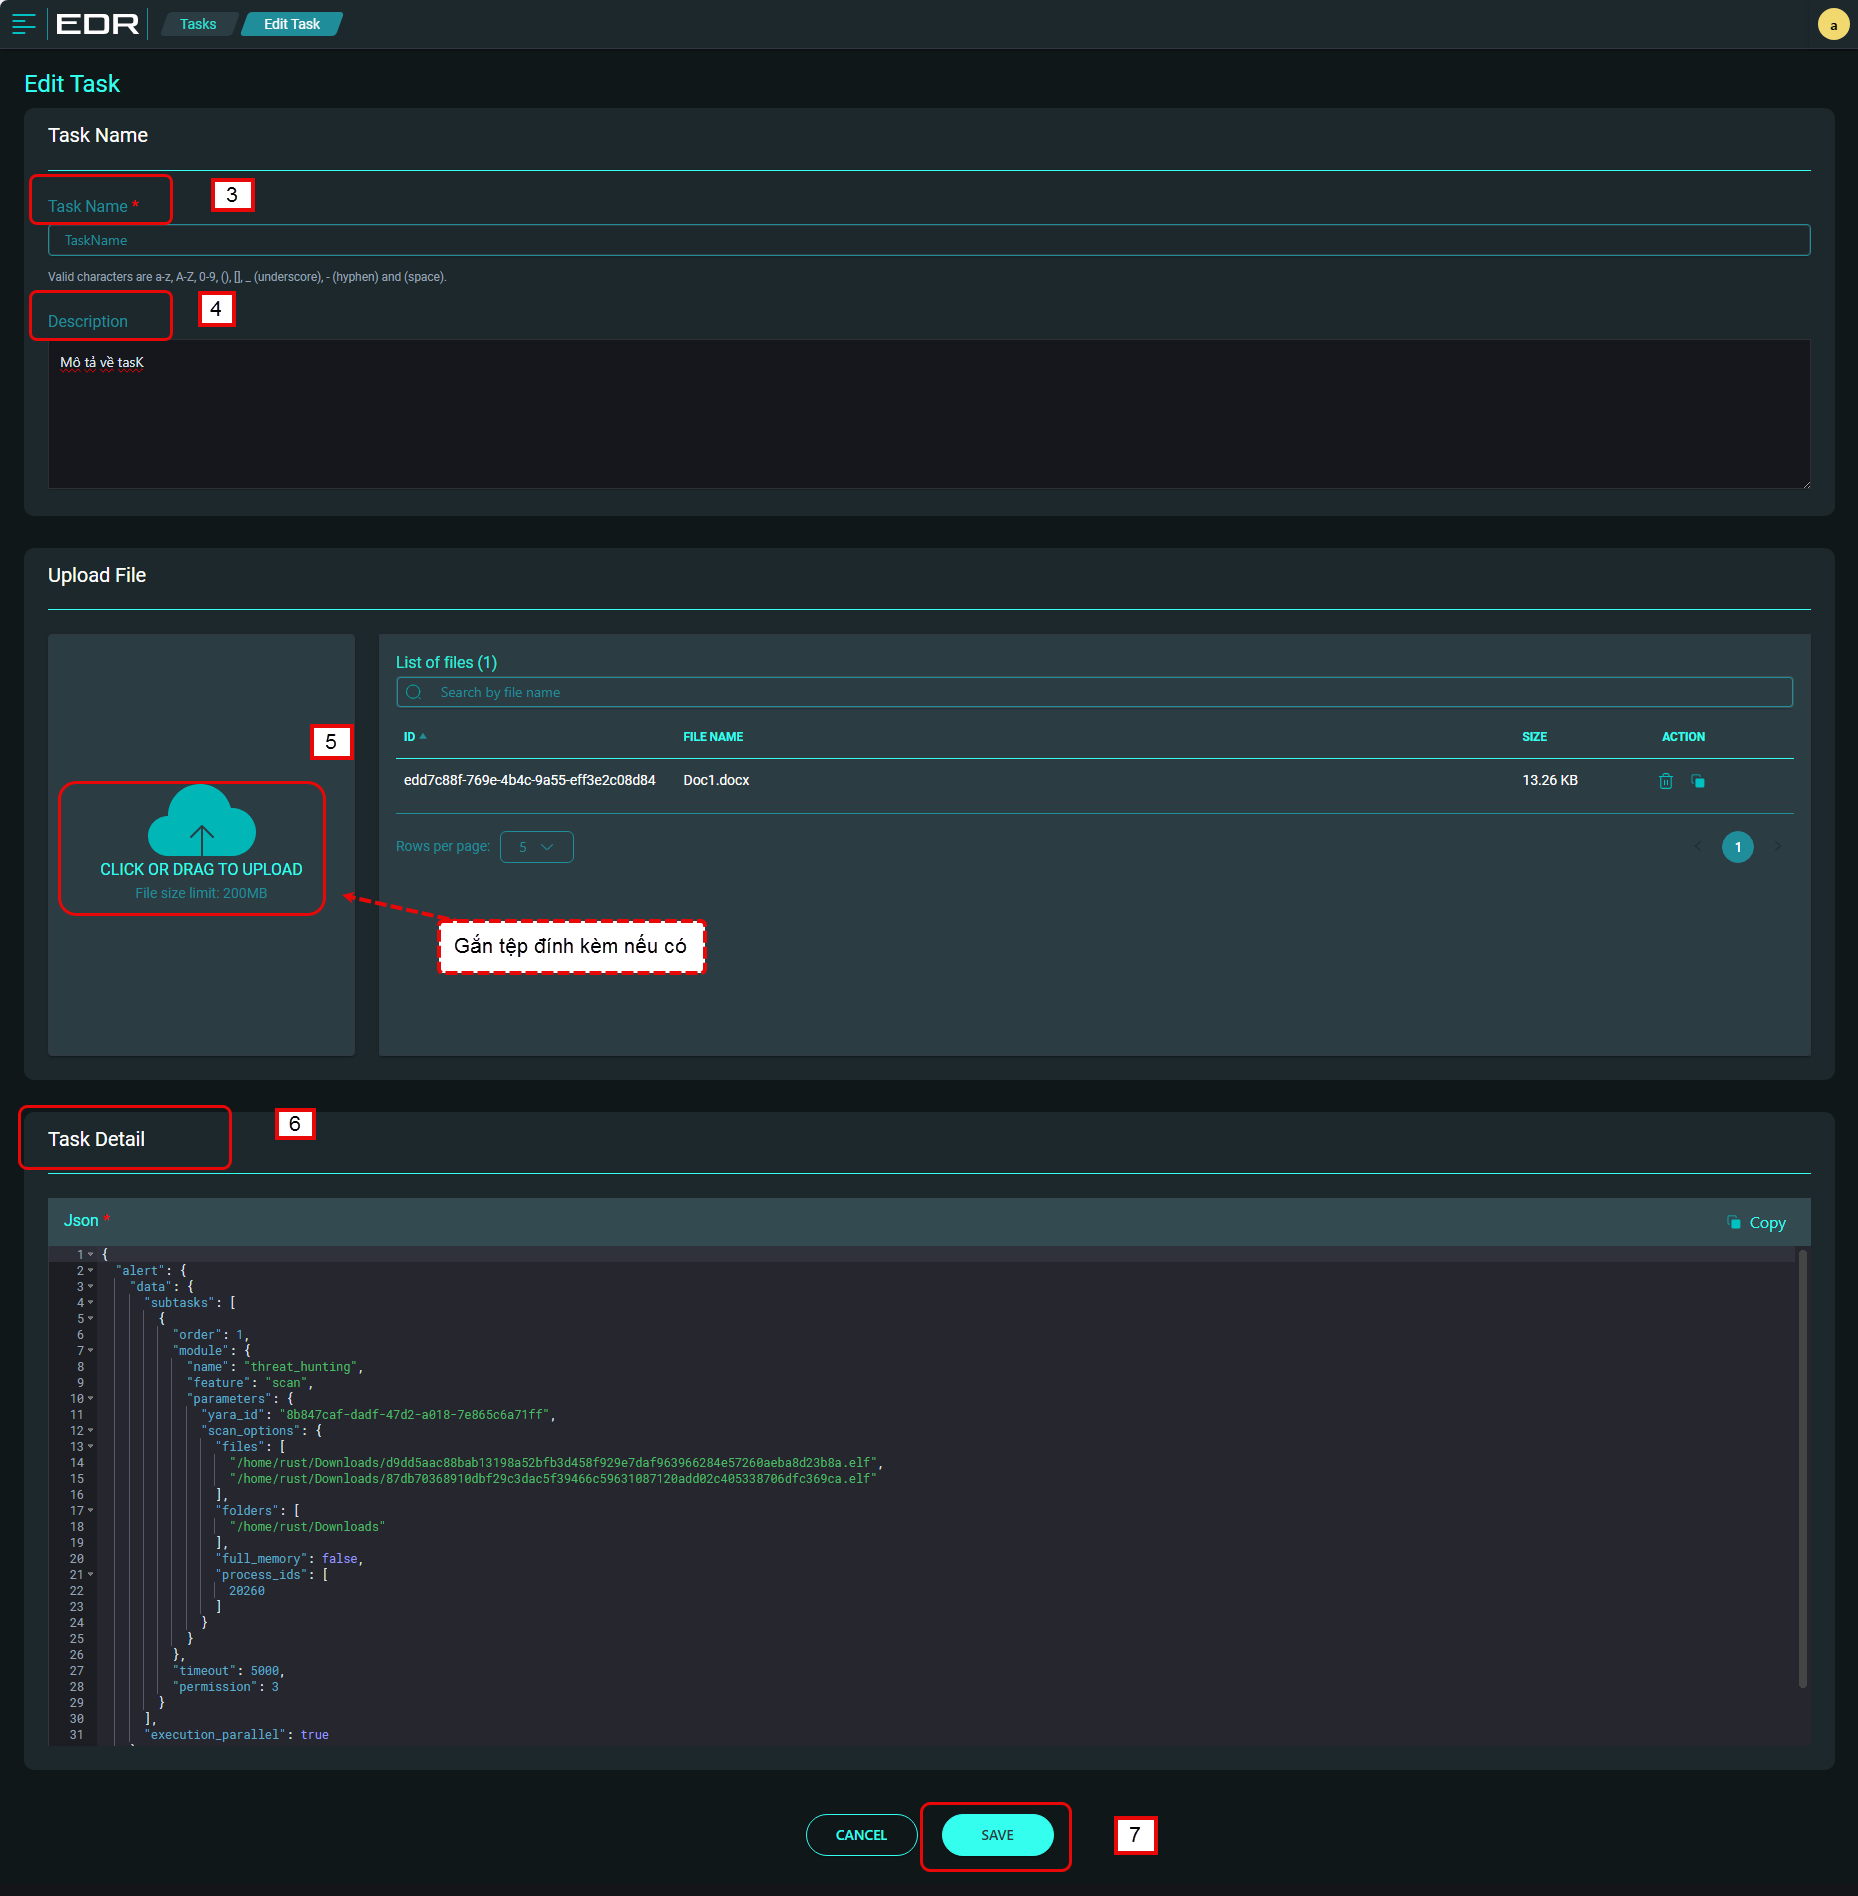 EDR
Tasks
Edit Task
a
Edit Task
Task Name
Task Name *
3
TaskName
Valid characters are a-z, A-Z, 0-9, (), [], _ (underscore), - (hyphen) and (space).
Description
4
Mô tả về tasK
Upload File
5
CLICK OR DRAG TO UPLOAD
File size limit: 200MB
List of files (1)
Search by file name
ID FILE NAME SIZE ACTION
edd7c88f-769e-4b4c-9a55-eff3e2c08d84 Doc1.docx 13.26 KB
Rows per page: 5
1
Gắn tệp đính kèm nếu có
Task Detail
6
Json *
Copy
1 {
2 "alert": {
3 "data": {
4 "subtasks": [
5 {
6 "order": 1,
7 "module": {
8 "name": "threat_hunting",
9 "feature": "scan",
10 "parameters": {
11 "yara_id": "8b847caf-dadf-47d2-a018-7e865c6a71ff",
12 "scan_options": {
13 "files": [
14 "/home/rust/Downloads/d9dd5aac88bab13198a52bfb3d458f929e7daf963966284e57260aeba8d23b8a.elf",
15 "/home/rust/Downloads/87db70368910dbf29c3dac5f39466c59631087120add02c405338706dfc369ca.elf"
16 ],
17 "folders": [
18 "/home/rust/Downloads"
19 ],
20 "full_memory": false,
21 "process_ids": [
22 20260
23 ]
24 }
25 }
26 },
27 "timeout": 5000,
28 "permission": 3
29 }
30 ],
31 "execution_parallel": true
CANCEL
SAVE
7